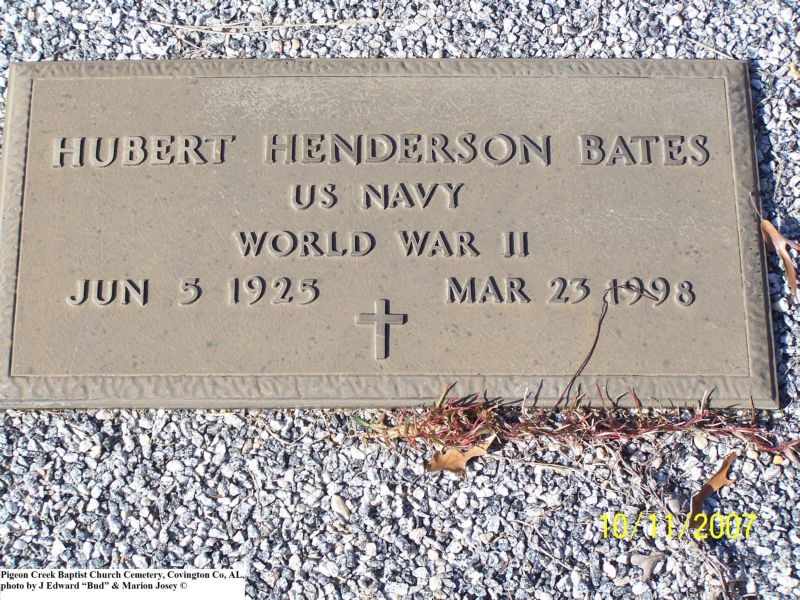 HUBERT HENDERSON BATES
US NAVY
WORLD WAR II
JUN 5 1925 MAR 23 1998
10/11/2007
Pigeon Creek Baptist Church Cemetery, Covington Co, AL,
photo by J Edward “Bud” & Marion Josey ©